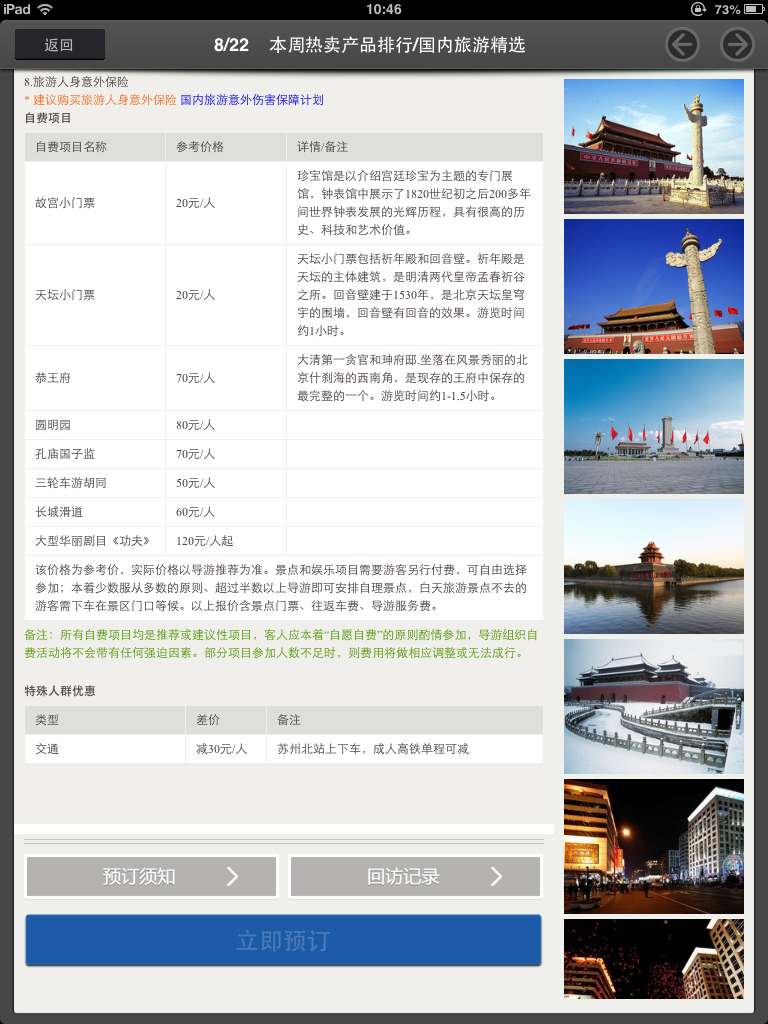 iPad 10:46 73%
返回 8/22 本周热卖产品排行/国内旅游精选
8.旅游人身意外保险
* 建议购买旅游人身意外保险 国内旅游意外伤害保障计划
自费项目
自费项目名称 参考价格 详情/备注
故宫小门票 20元/人
珍宝馆是以介绍宫廷珍宝为主题的专门展
馆，钟表馆中展示了1820世纪初之后200多年
间世界钟表发展的光辉历程，具有很高的历
史、科技和艺术价值。
天坛小门票 20元/人
天坛小门票包括祈年殿和回音壁。祈年殿是
天坛的主体建筑，是明清两代皇帝孟春祈谷
之所。回音壁建于1530年，是北京天坛皇穹
宇的围墙，回音壁有回音的效果。游览时间
约1小时。
恭王府 70元/人
大清第一贪官和珅府邸.坐落在风景秀丽的北
京什刹海的西南角，是现存的王府中保存的
最完整的一个。游览时间约1-1.5小时。
圆明园 80元/人
孔庙国子监 70元/人
三轮车游胡同 50元/人
长城滑道 60元/人
大型华丽剧目《功夫》 120元/人起
该价格为参考价，实际价格以导游推荐为准。景点和娱乐项目需要游客另行付费，可自由选择
参加；本着少数服从多数的原则、超过半数以上导游即可安排自理景点，白天旅游景点不去的
游客需下车在景区门口等候。以上报价含景点门票、往返车费、导游服务费。
备注：所有自费项目均是推荐或建议性项目，客人应本着“自愿自费”的原则酌情参加，导游组织自
费活动将不会带有任何强迫因素。部分项目参加人数不足时，则费用将做相应调整或无法成行。
特殊人群优惠
类型 差价 备注
交通 减30元/人 苏州北站上下车，成人高铁单程可减
预订须知 回访记录
立即预订